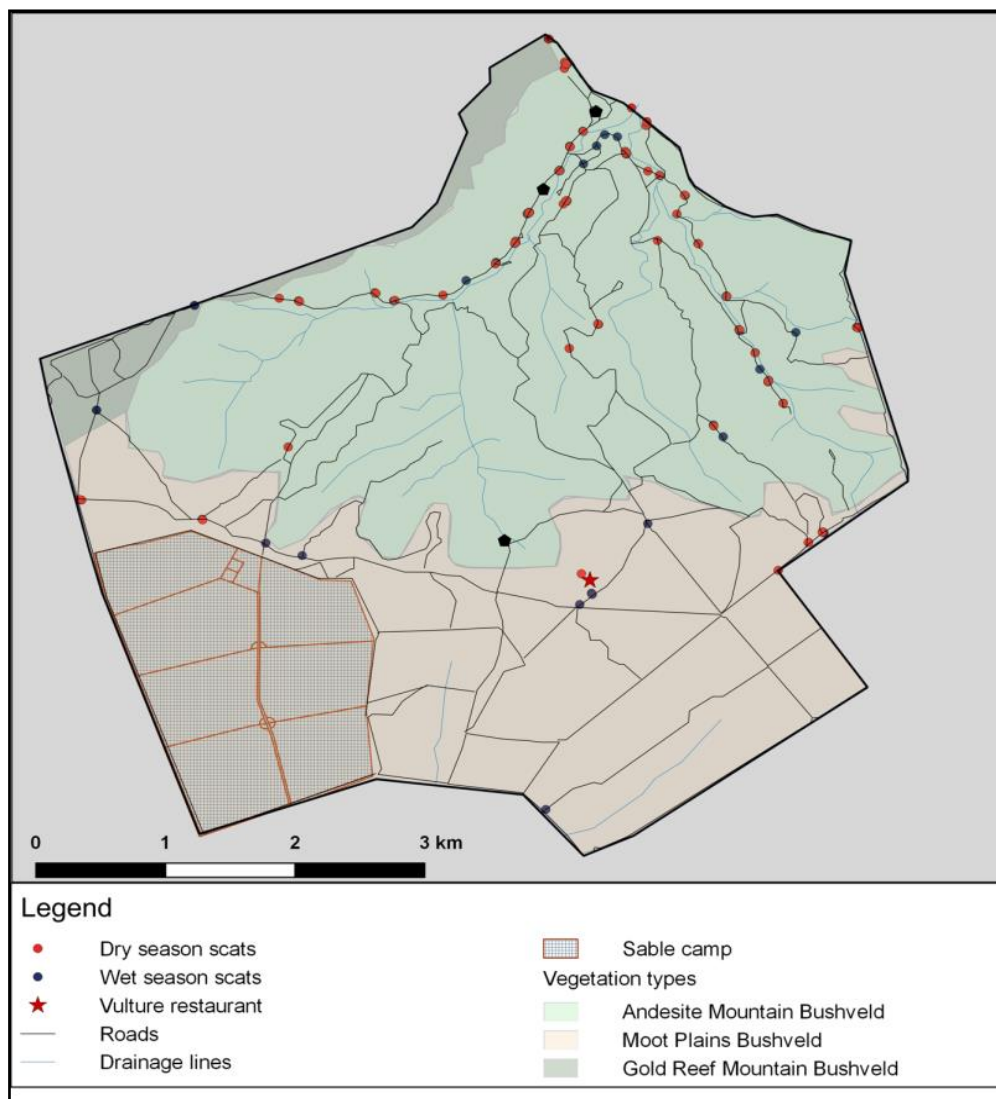 0 1 2 3 km
Legend
Dry season scats
Wet season scats
Vulture restaurant
Roads
Drainage lines
Sable camp
Vegetation types
Andesite Mountain Bushveld
Moot Plains Bushveld
Gold Reef Mountain Bushveld